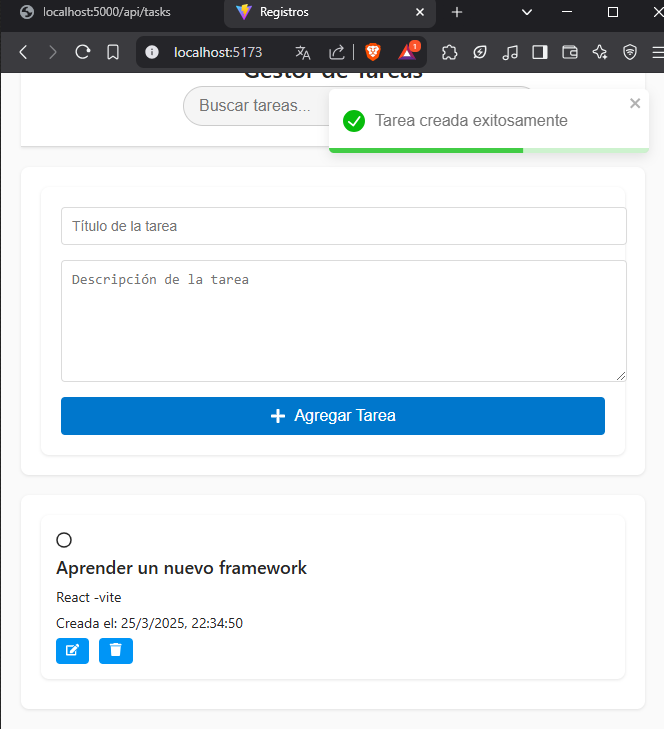 localhost:5000/api/tasks
Registros
localhost:5173
1
Gestor de Tareas
Buscar tareas...
Tarea creada exitosamente
Título de la tarea
Descripción de la tarea
Agregar Tarea
Aprender un nuevo framework
React -vite
Creada el: 25/3/2025, 22:34:50